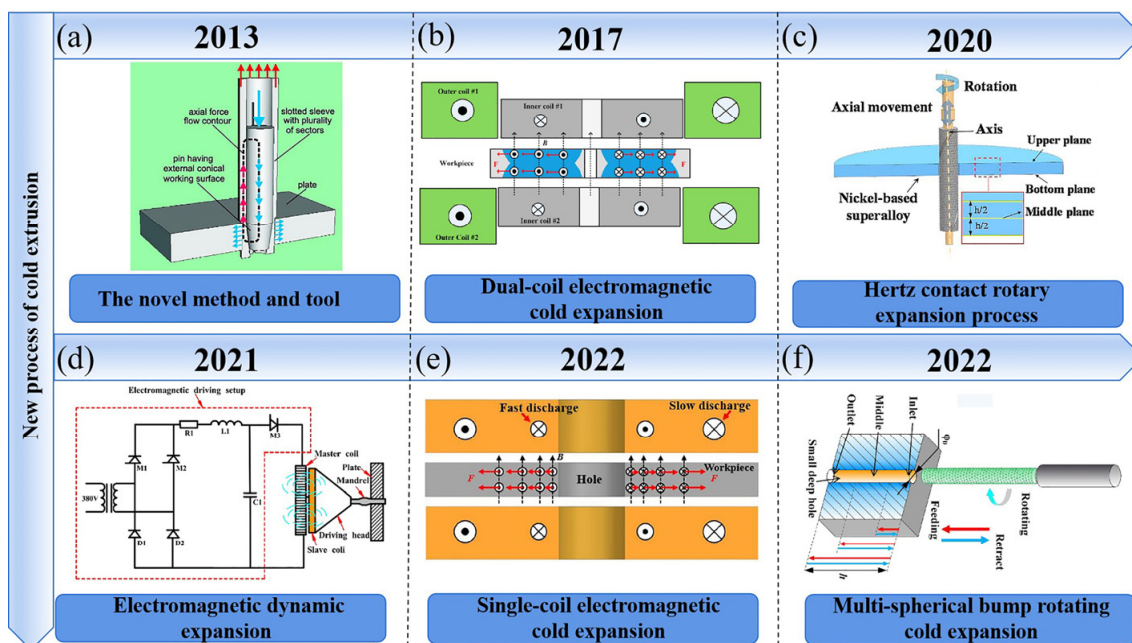 New process of cold extrusion
(a)
2013
axial force
flow contour
pin having
external conical
working surface
slotted sleeve
with plurality
of sectors
plate
The novel method and tool
(b)
2017
Outer coil #1
Inner coil #1
B
Workpiece
F
F
Inner coil #2
Outer Coil #2
Dual-coil electromagnetic
cold expansion
(c)
2020
Rotation
Axial movement
Axis
Upper plane
Bottom plane
Nickel-based
superalloy
h/2
h/2
Middle plane
Hertz contact rotary
expansion process
(d)
2021
Electromagnetic driving setup
R1
L1
M3
M1
M2
380V
C1
D1
D2
Master coil
Plate
Mandrel
Driving head
Slave coli
Electromagnetic dynamic
expansion
(e)
2022
Fast discharge
Slow discharge
B
Workpiece
F
Hole
F
Single-coil electromagnetic
cold expansion
(f)
2022
Outlet
Middle
Inlet
φ₀
Small deep hole
Rotating
Feeding
Retract
h
Multi-spherical bump rotating
cold expansion